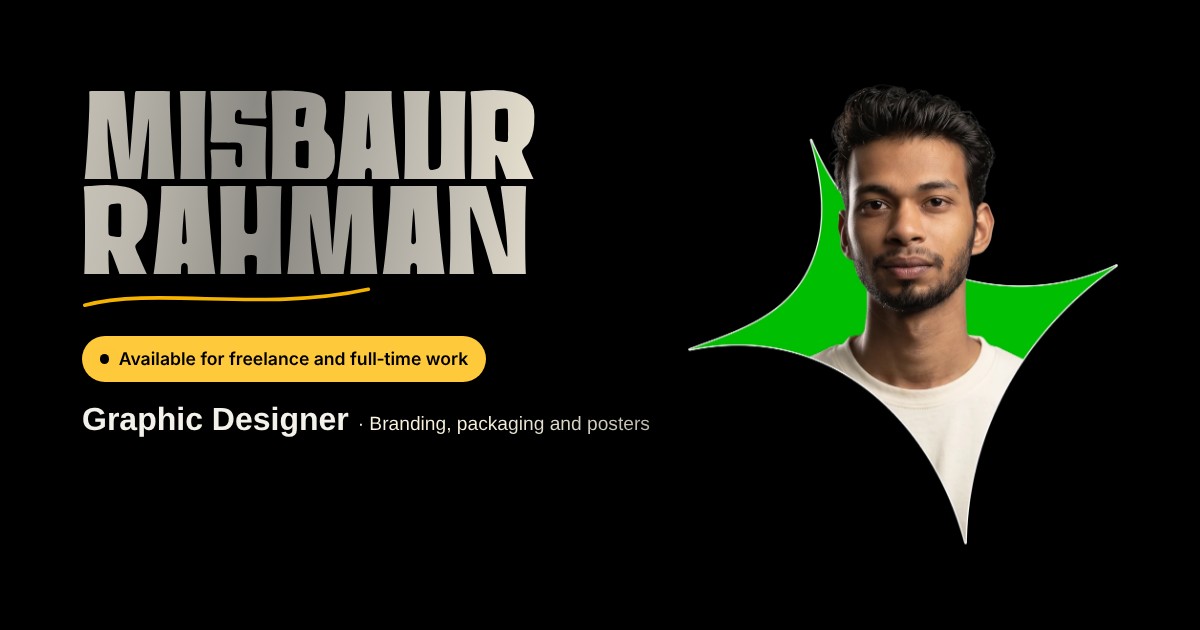 MISBAUR
RAHMAN
Available for freelance and full-time work
Graphic Designer · Branding, packaging and posters